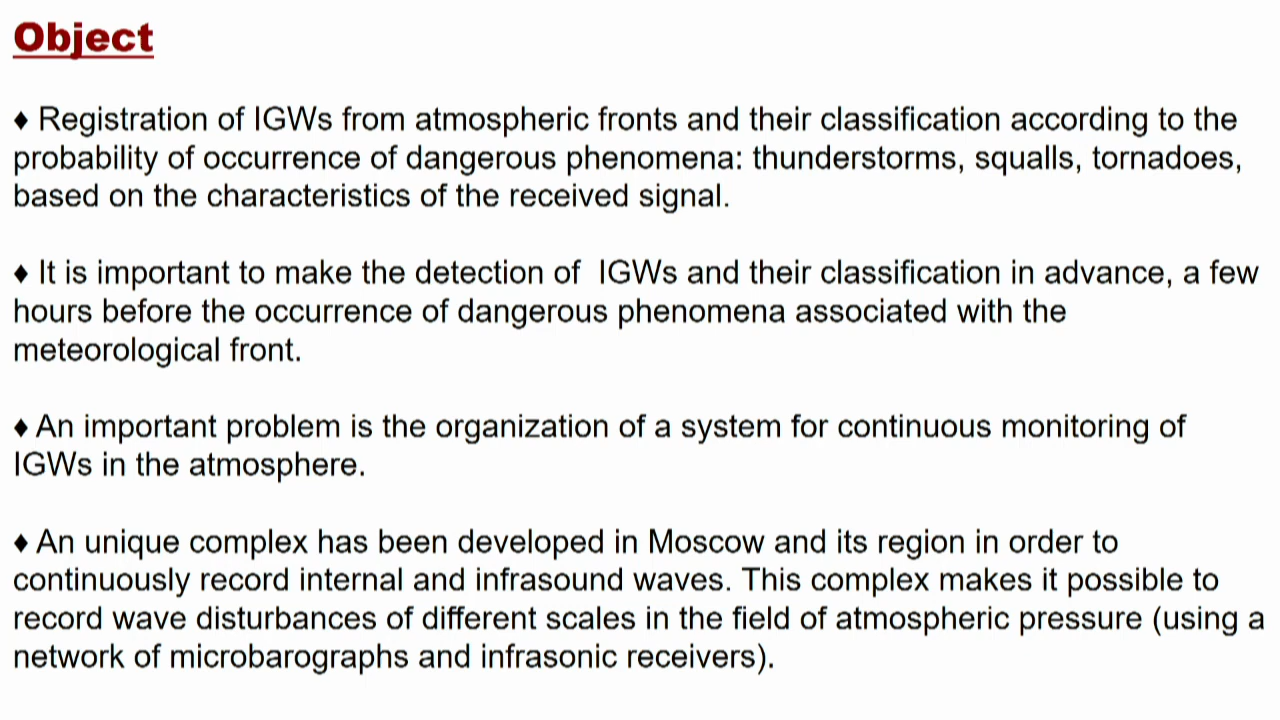 Object
♦ Registration of IGWs from atmospheric fronts and their classification according to the
probability of occurrence of dangerous phenomena: thunderstorms, squalls, tornadoes,
based on the characteristics of the received signal.
♦ It is important to make the detection of  IGWs and their classification in advance, a few
hours before the occurrence of dangerous phenomena associated with the
meteorological front.
♦ An important problem is the organization of a system for continuous monitoring of
IGWs in the atmosphere.
♦ An unique complex has been developed in Moscow and its region in order to
continuously record internal and infrasound waves. This complex makes it possible to
record wave disturbances of different scales in the field of atmospheric pressure (using a
network of microbarographs and infrasonic receivers).